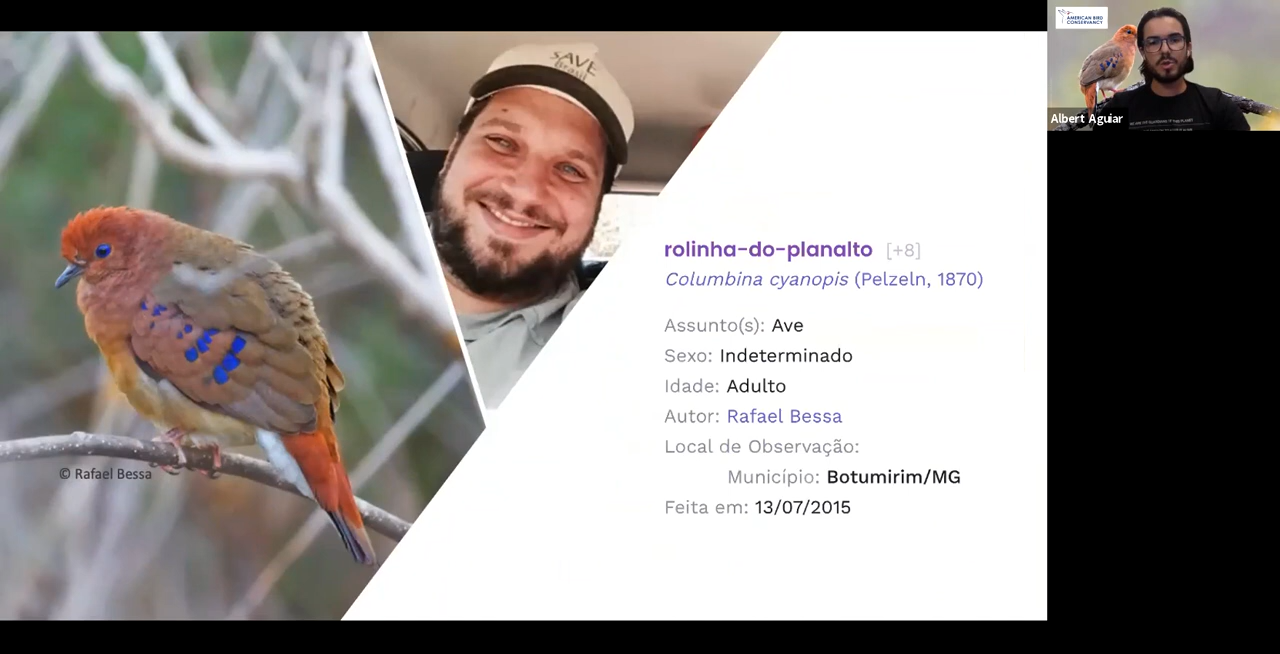 AMERICAN BIRD
CONSERVANCY
Albert Aguiar
SAVE
Brasil
rolinha-do-planalto [+8]
Columbina cyanopis (Pelzeln, 1870)
Assunto(s): Ave
Sexo: Indeterminado
Idade: Adulto
Autor: Rafael Bessa
Local de Observação:
Município: Botumirim/MG
Feita em: 13/07/2015
© Rafael Bessa